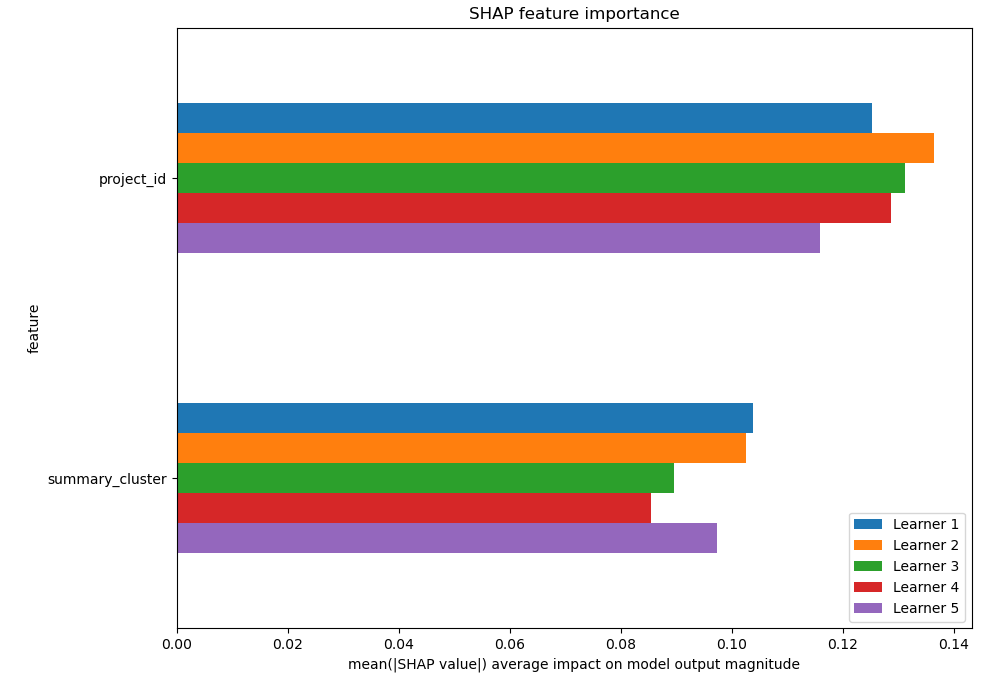 SHAP feature importance
project_id
feature
summary_cluster
Learner 1
Learner 2
Learner 3
Learner 4
Learner 5
0.00 0.02 0.04 0.06 0.08 0.10 0.12 0.14
mean(|SHAP value|) average impact on model output magnitude